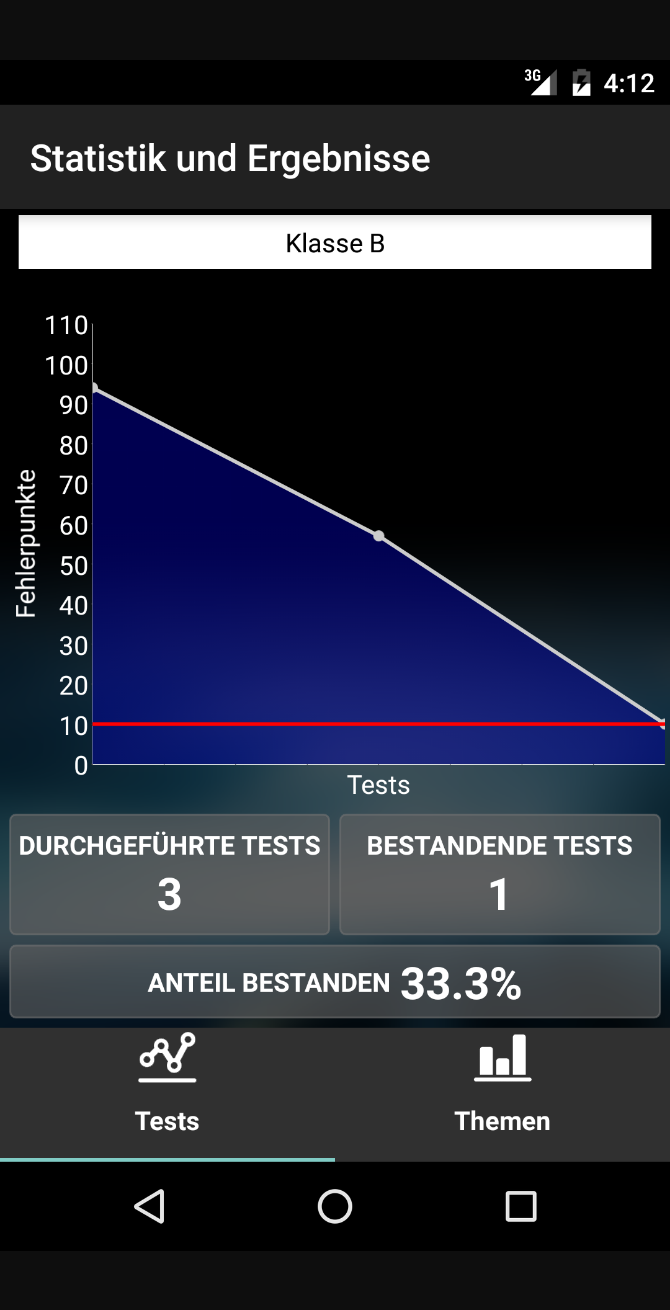 3G 4:12
Statistik und Ergebnisse
Klasse B
110
100
90
80
70
60
50
40
30
20
10
0
Fehlerpunkte
Tests
DURCHGEFÜHRTE TESTS
3
BESTANDENDE TESTS
1
ANTEIL BESTANDEN 33.3%
Tests
Themen